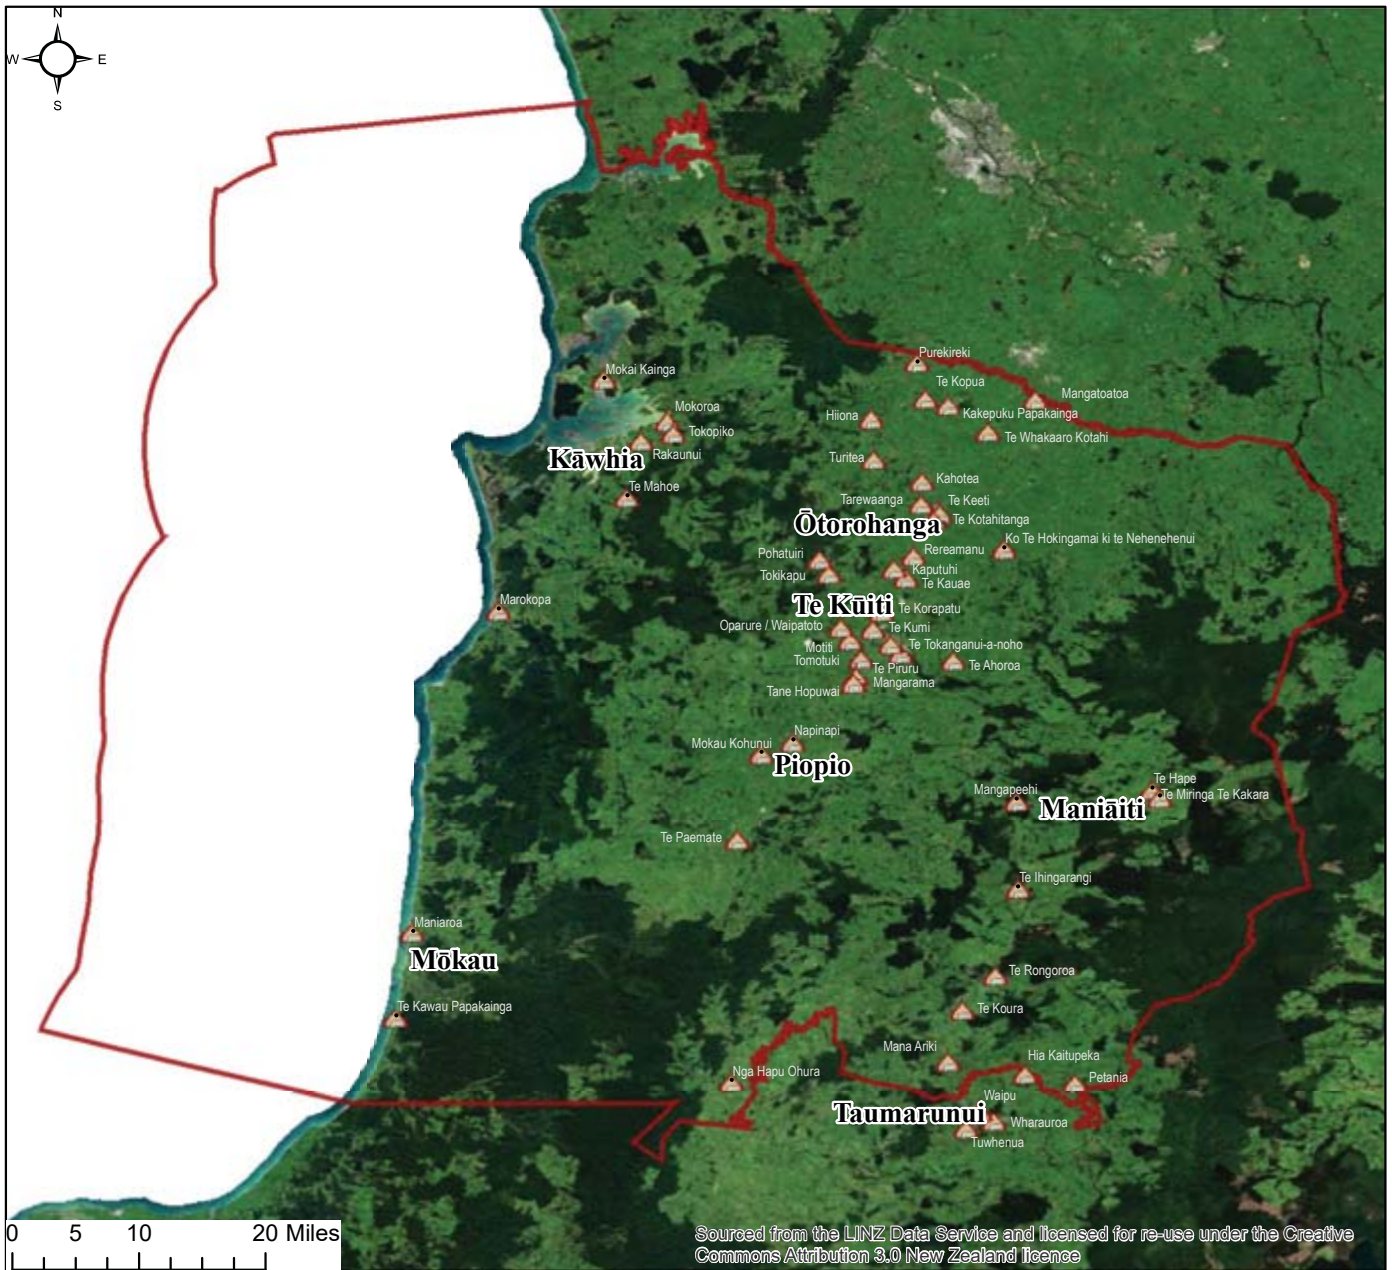 N
W E
S
Purekireki
Mokai Kainga
Te Kopua
Mangatoatoa
Mokoroa
Kakepuku Papakainga
Hiiona
Tokopiko
Te Whakaaro Kotahi
Rakaunui
Kāwhia
Turitea
Kahotea
Te Mahoe
Tarewaanga
Te Keeti
Te Kotahitanga
Ōtorohanga
Ko Te Hokingamai ki te Nehenehenui
Pohatuiri
Rereamanu
Tokikapu
Kaputuhi
Te Kauae
Marokopa
Te Kūiti
Te Korapatu
Oparure / Waipatoto
Te Kumi
Motiti
Te Tokanganui-a-noho
Tomotuki
Te Piruru
Te Ahoroa
Mangarama
Tane Hopuwai
Napinapi
Mokau Kohunui
Piopio
Te Hape
Mangapeehi
Te Miringa Te Kakara
Maniāiti
Te Paemate
Te Ihingarangi
Maniaroa
Mōkau
Te Rongoroa
Te Kawau Papakainga
Te Koura
Mana Ariki
Hia Kaitupeka
Nga Hapu Ohura
Petania
Waipu
Taumarunui
Wharauroa
Tuwhenua
0 5 10 20 Miles
Sourced from the LINZ Data Service and licensed for re-use under the Creative
Commons Attribution 3.0 New Zealand licence